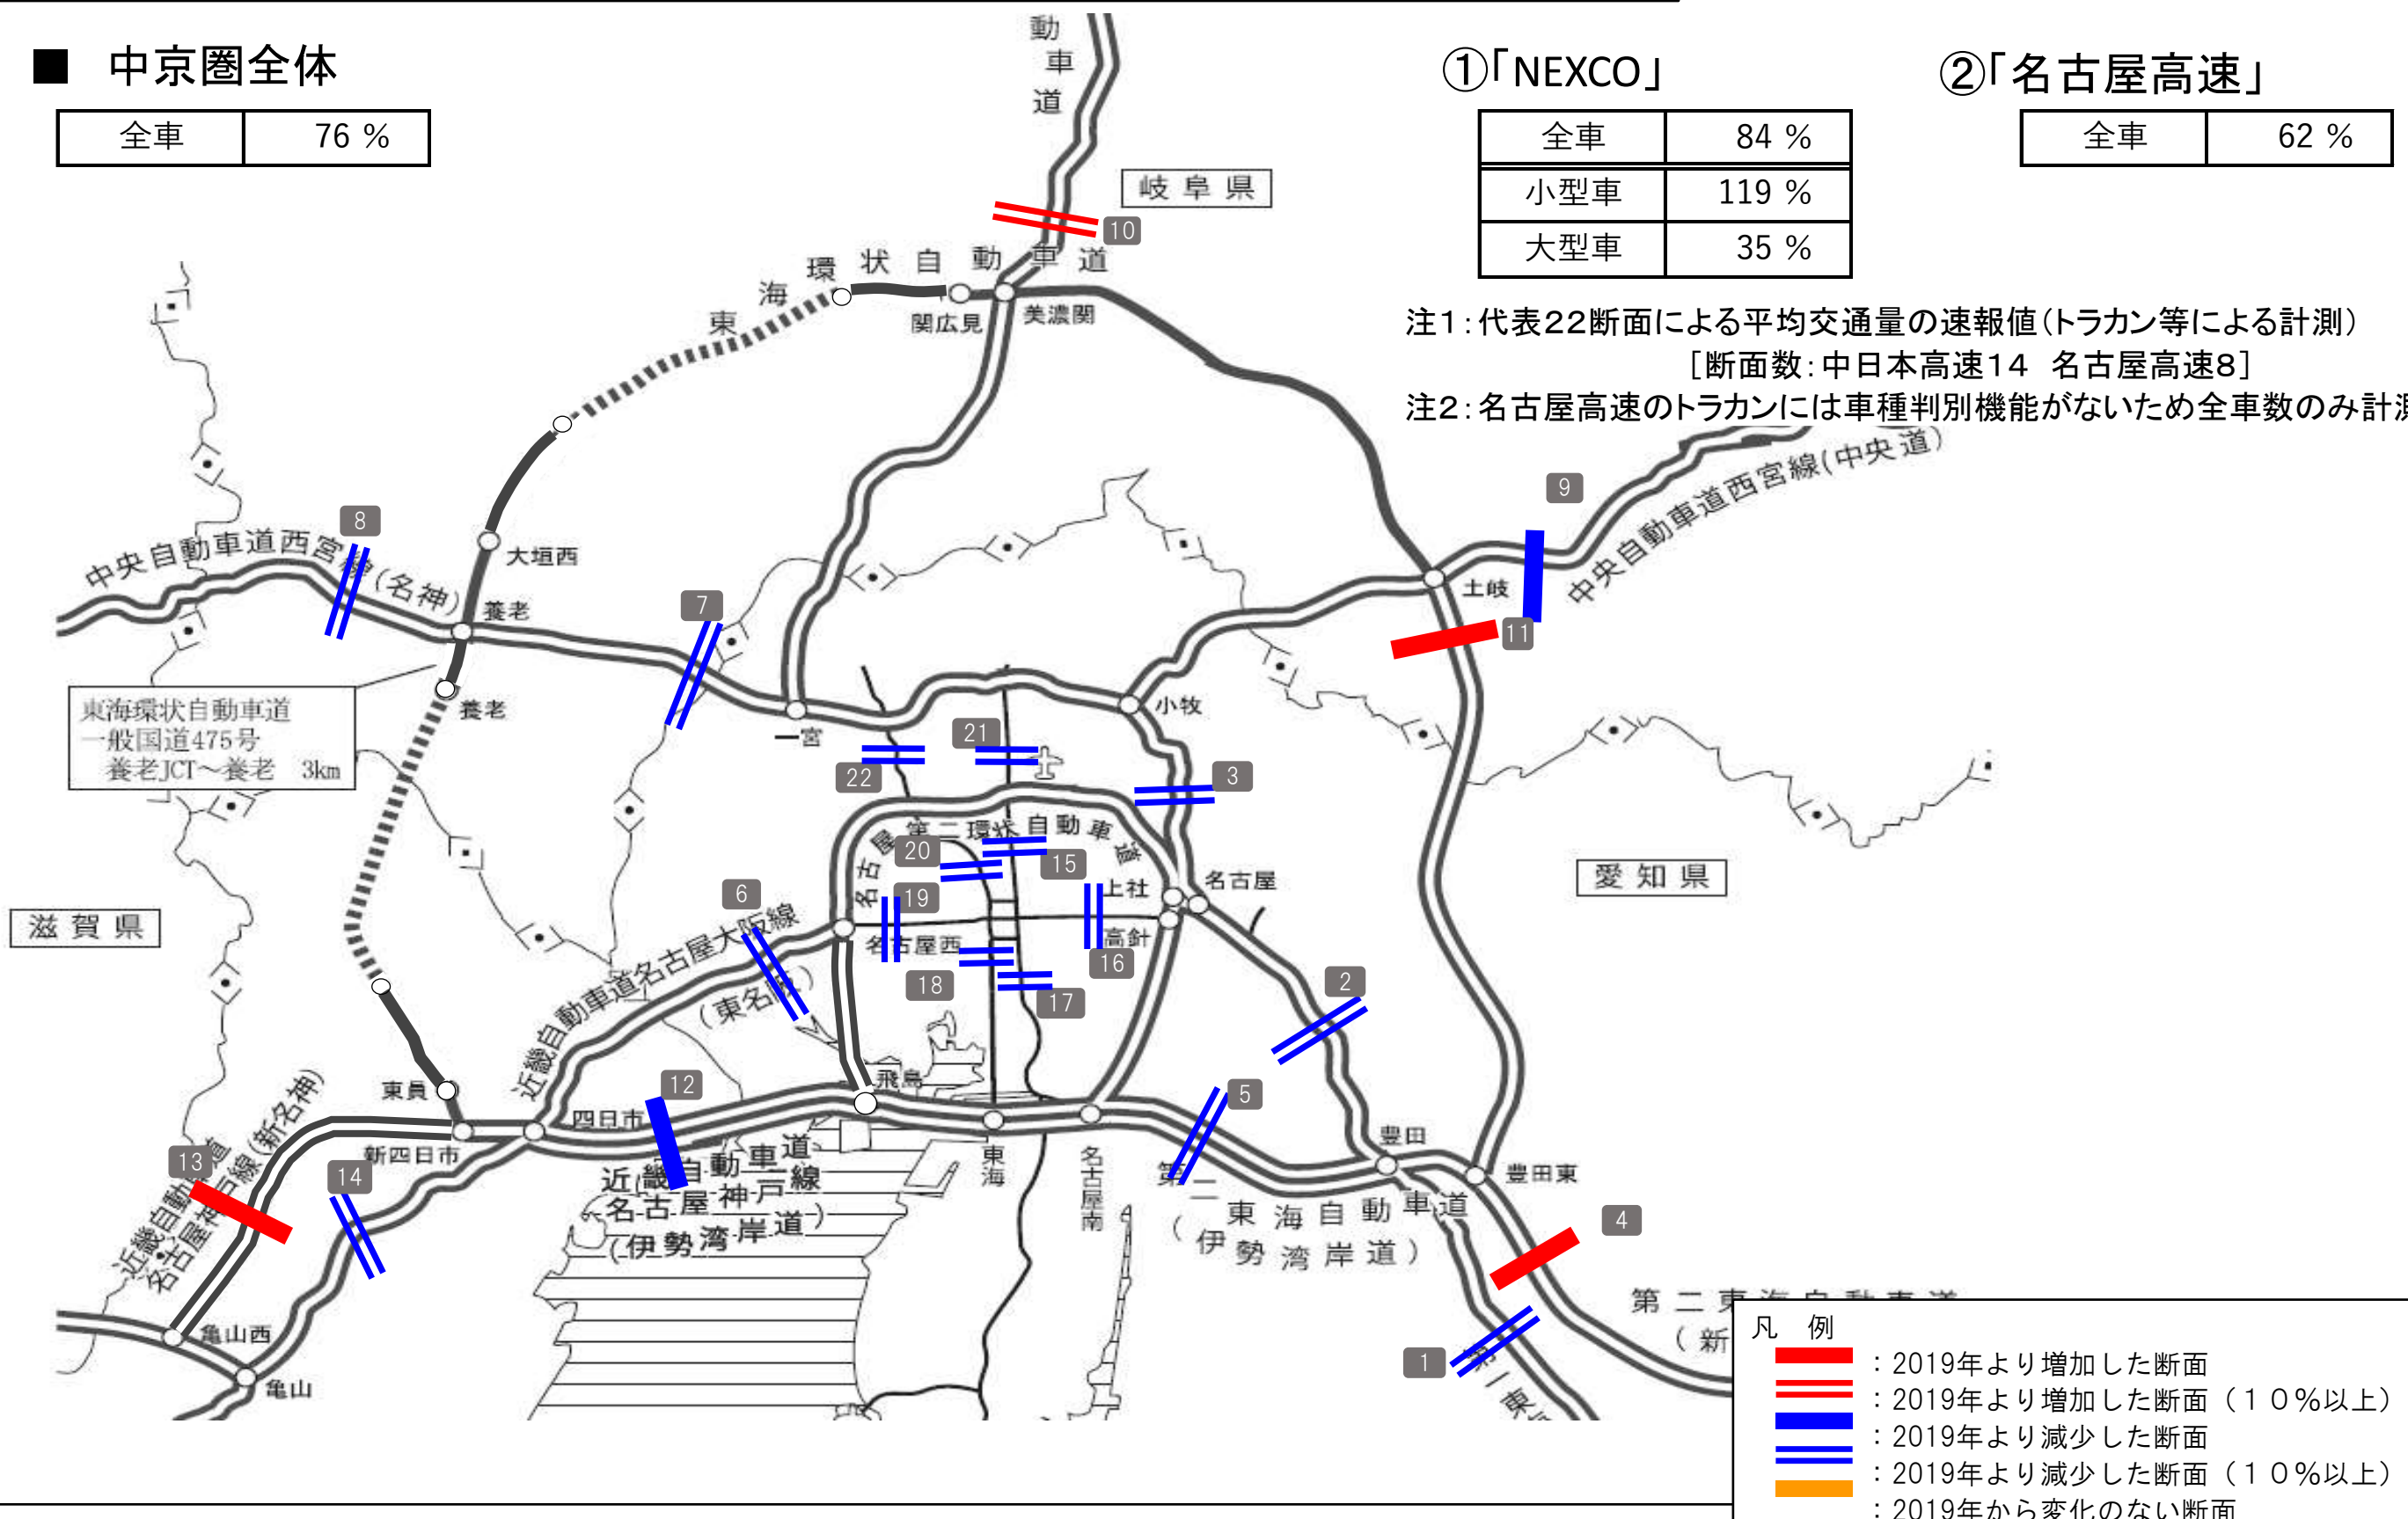 ■ 中京圏全体
全車 76 %
①「NEXCO」
全車 84 %
小型車 119 %
大型車 35 %
②「名古屋高速」
全車 62 %
注1:代表22断面による平均交通量の速報値(トラカン等による計測)
[断面数:中日本高速14 名古屋高速8]
注2:名古屋高速のトラカンには車種判別機能がないため全車数のみ計測
動車道
岐阜県
10
東海環状自動車道
関広見
美濃関
9
中央自動車道西宮線(中央道)
8
中央自動車道西宮線(名神)
大垣西
養老
7
土岐
11
東海環状自動車道
一般国道475号
養老JCT~養老 3km
養老
一宮
小牧
21
22
3
名古屋第二環状自動車道
20
15
上社
名古屋
愛知県
6
19
滋賀県
名古屋西
高針
16
近畿自動車道名古屋大阪線
(東名阪)
18
17
2
東員
12
飛島
5
四日市
新四日市
近畿自動車道
名古屋神戸線(新名神)
13
14
近畿自動車道
名古屋神戸線
(伊勢湾岸道)
東海
名古屋南
豊田
豊田東
第二東海自動車道
(伊勢湾岸道)
4
亀山西
亀山
1
第一東
第二東海自動車道
(新
凡 例
:2019年より増加した断面
:2019年より増加した断面(10%以上)
:2019年より減少した断面
:2019年より減少した断面(10%以上)
:2019年から変化のない断面